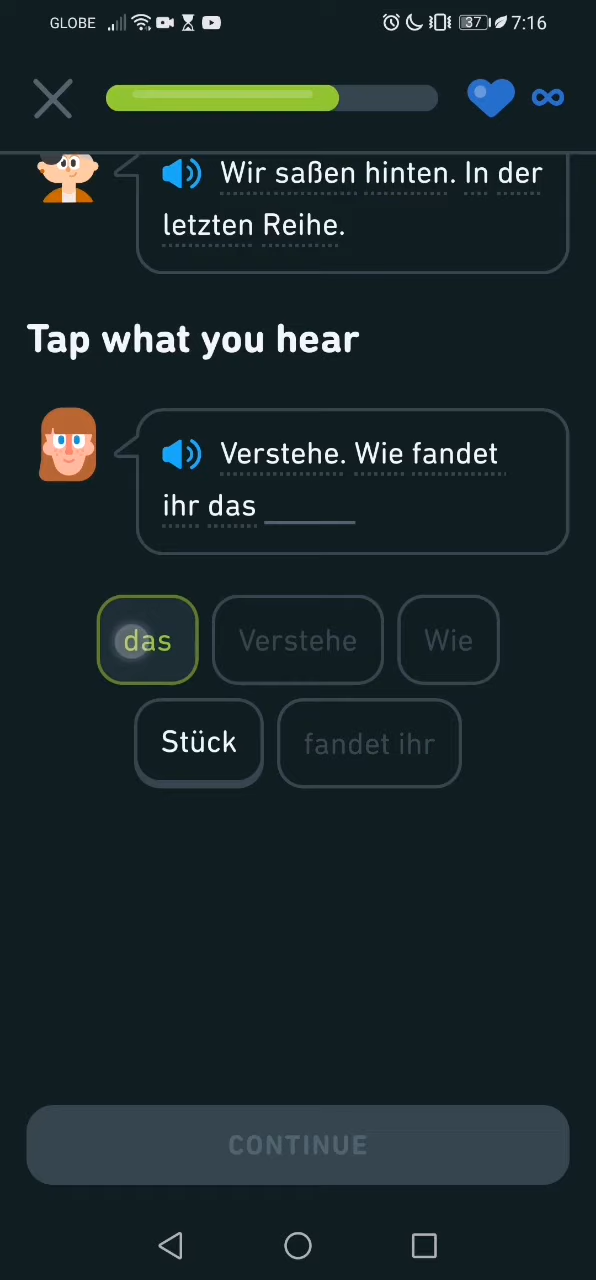 GLOBE 37 7:16
Wir saßen hinten. In der
letzten Reihe.
Tap what you hear
Verstehe. Wie fandet
ihr das
das Verstehe Wie
Stück fandet ihr
CONTINUE